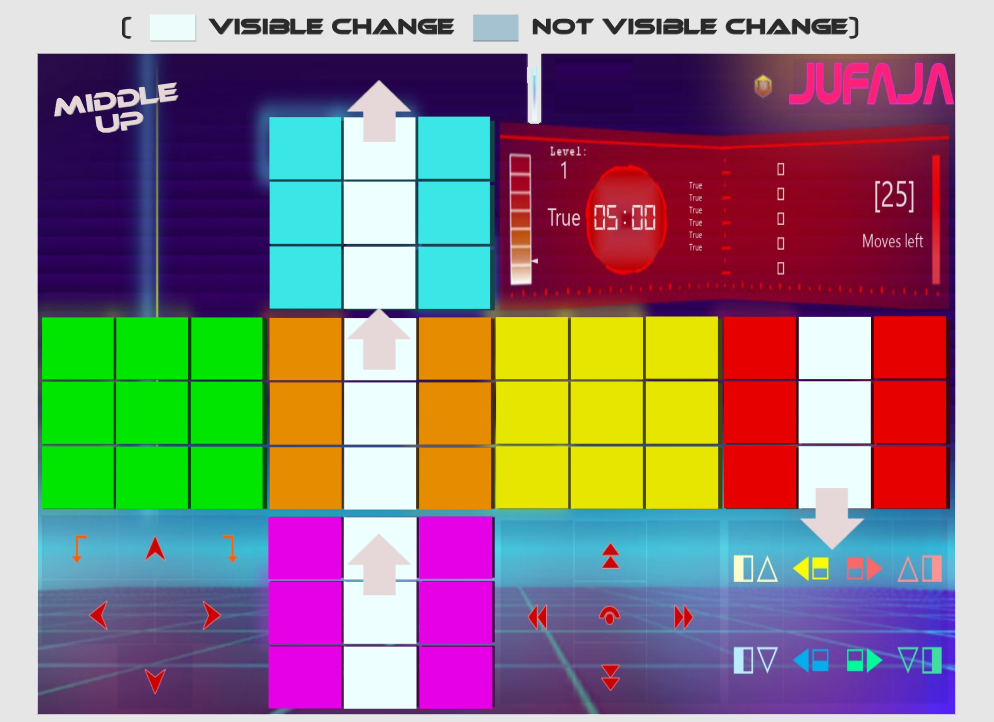 ( VISIBLE CHANGE NOT VISIBLE CHANGE)
MIDDLE
UP
JUFAJA
Level:
1
True
05:00
True
True
True
True
True
True
[25]
Moves left